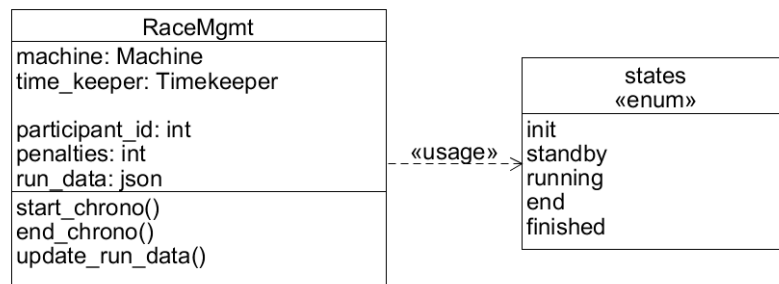 RaceMgmt
machine: Machine
time_keeper: Timekeeper
participant_id: int
penalties: int
run_data: json
start_chrono()
end_chrono()
update_run_data()
«usage»
states
«enum»
init
standby
running
end
finished